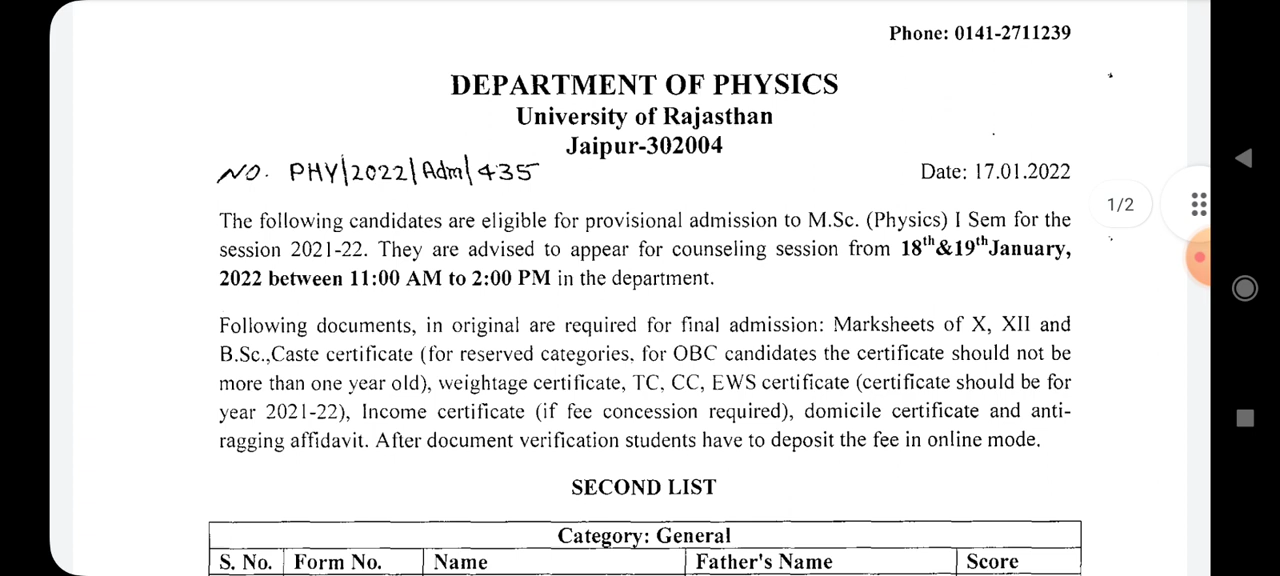 Phone: 0141-2711239
DEPARTMENT OF PHYSICS
University of Rajasthan
Jaipur-302004
NO. PHY|2022|Adm|435
Date: 17.01.2022
1/2
The following candidates are eligible for provisional admission to M.Sc. (Physics) I Sem for the
session 2021-22. They are advised to appear for counseling session from 18th&19thJanuary,
2022 between 11:00 AM to 2:00 PM in the department.
Following documents, in original are required for final admission: Marksheets of X, XII and
B.Sc.,Caste certificate (for reserved categories, for OBC candidates the certificate should not be
more than one year old), weightage certificate, TC, CC, EWS certificate (certificate should be for
year 2021-22), Income certificate (if fee concession required), domicile certificate and anti-
ragging affidavit. After document verification students have to deposit the fee in online mode.
SECOND LIST
Category: General
S. No. Form No. Name Father's Name Score